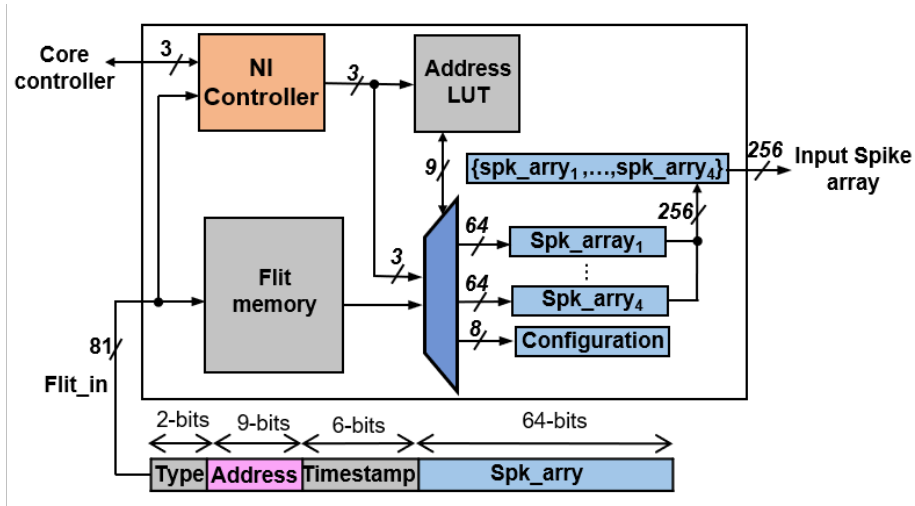 Core
controller
3
NI
Controller
3
Address
LUT
9
{spk_arry1,...,spk_arry4}
256
Input Spike
array
256
64
Spk_array1
3
Flit
memory
64
Spk_arry4
8
Configuration
81
Flit_in
2-bits 9-bits 6-bits 64-bits
Type Address Timestamp Spk_arry